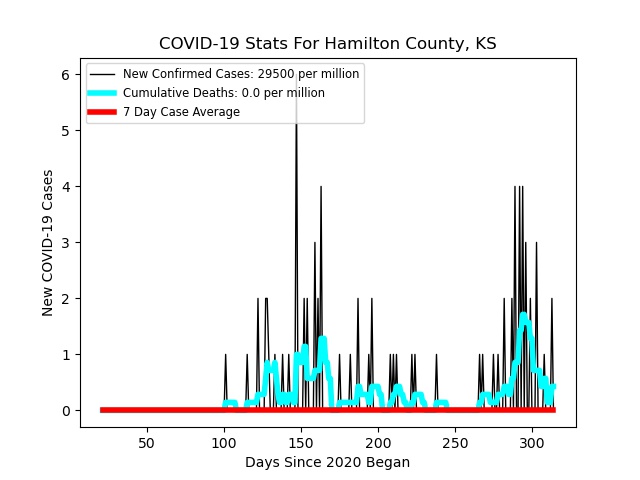 COVID-19 Stats For Hamilton County, KS
New Confirmed Cases: 29500 per million
Cumulative Deaths: 0.0 per million
7 Day Case Average
New COVID-19 Cases
6
5
4
3
2
1
0
50 100 150 200 250 300
Days Since 2020 Began